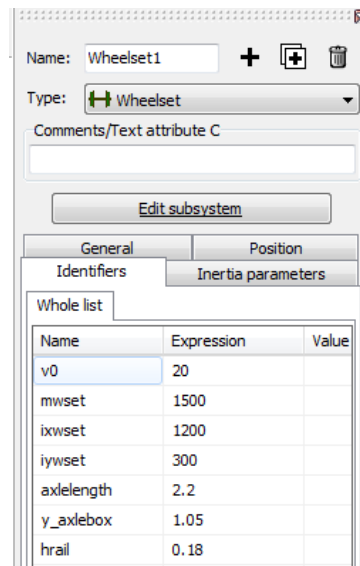 Name: Wheelset1
Type: Wheelset
Comments/Text attribute C
Edit subsystem
General Position
Identifiers Inertia parameters
Whole list
Name Expression Value
v0 20
mwset 1500
ixwset 1200
iywset 300
axlelength 2.2
y_axlebox 1.05
hrail 0.18